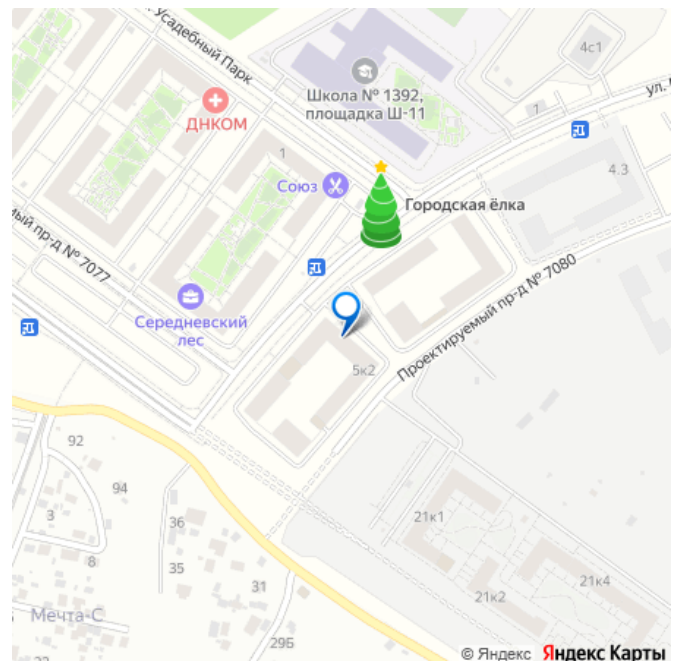 Усадебный Парк
4с1
Школа № 1392,
площадка Ш-11
ул.
1
ДНКОМ
4.3
1
Союз
Городская ёлка
пр-д № 7077
Середневский
лес
Проектируемый пр-д № 7080
5к2
92
94
3
36
21к1
8
35
31
21к4
21к2
Мечта-С
29Б
© Яндекс Яндекс Карты